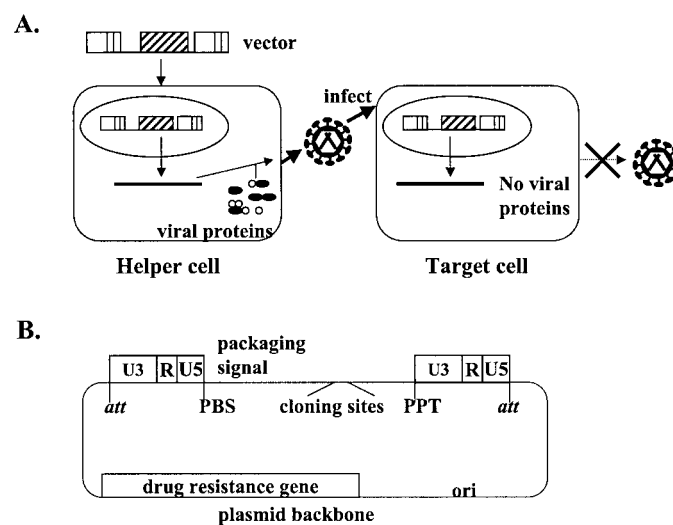 A.
vector
infect
No viral
proteins
viral proteins
Helper cell
Target cell
B.
packaging
signal
U3 R U5
U3 R U5
att
PBS
cloning sites
PPT
att
drug resistance gene
ori
plasmid backbone